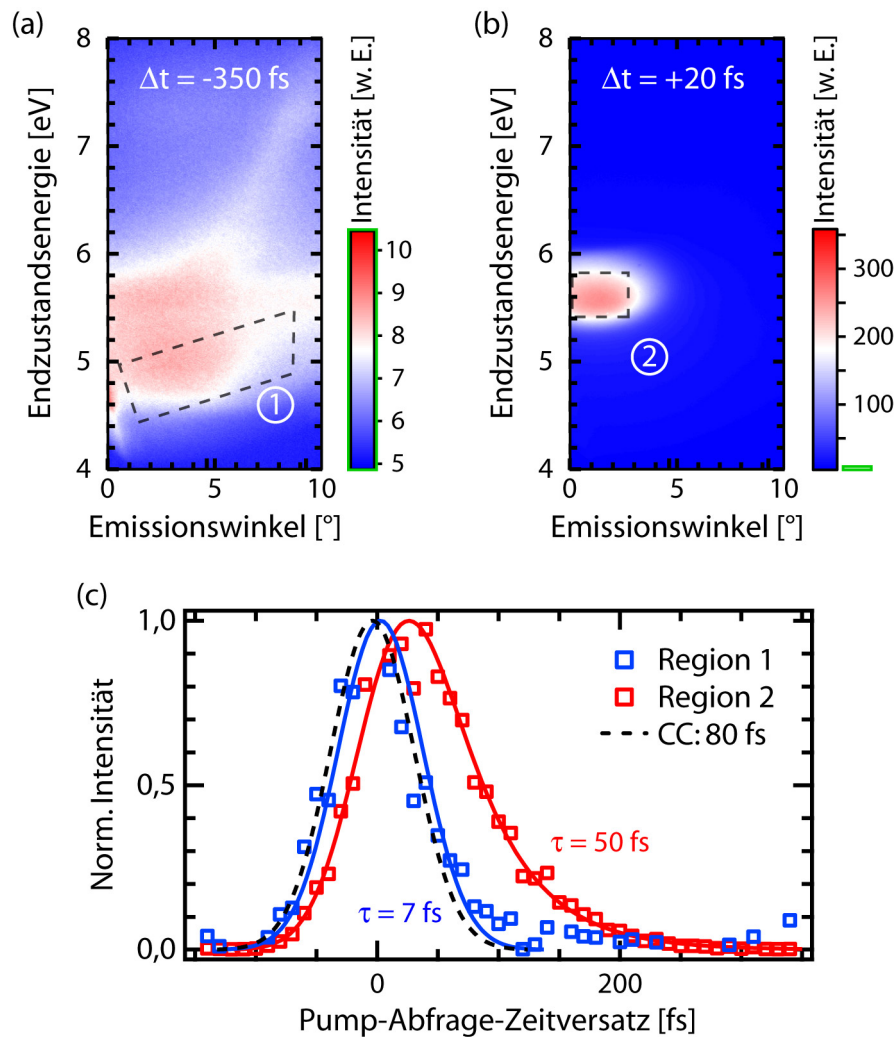 (a)
Δt = -350 fs
Endzustandsenergie [eV]
8
7
6
5
4
0
5
10
Emissionswinkel [°]
1
Intensität [w. E.]
10
9
8
7
6
5
(b)
Δt = +20 fs
Endzustandsenergie [eV]
8
7
6
5
4
0
5
10
Emissionswinkel [°]
2
Intensität [w. E.]
300
200
100
(c)
Norm. Intensität
1,0
0,5
0,0
Region 1
Region 2
CC: 80 fs
τ = 50 fs
τ = 7 fs
0
200
Pump-Abfrage-Zeitversatz [fs]